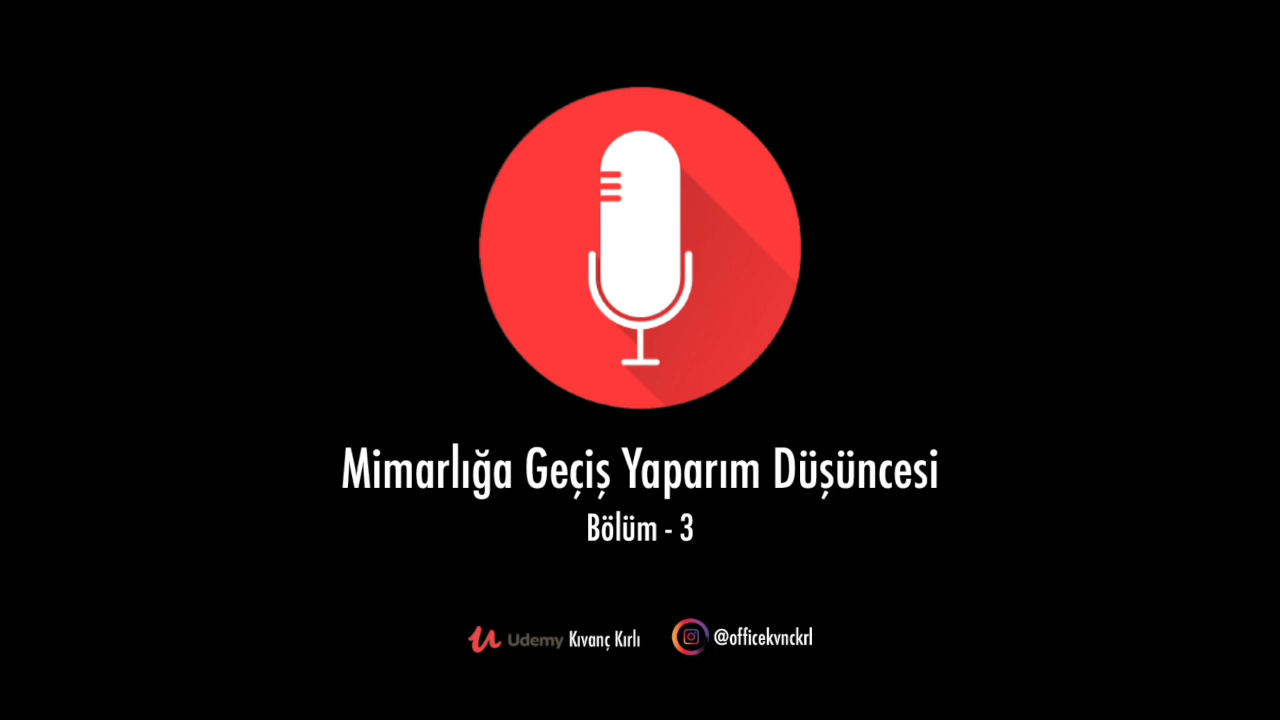 Mimarlığa Geçiş Yaparım Düşüncesi
Bölüm - 3
Udemy Kıvanç Kırlı @officekvnckrl